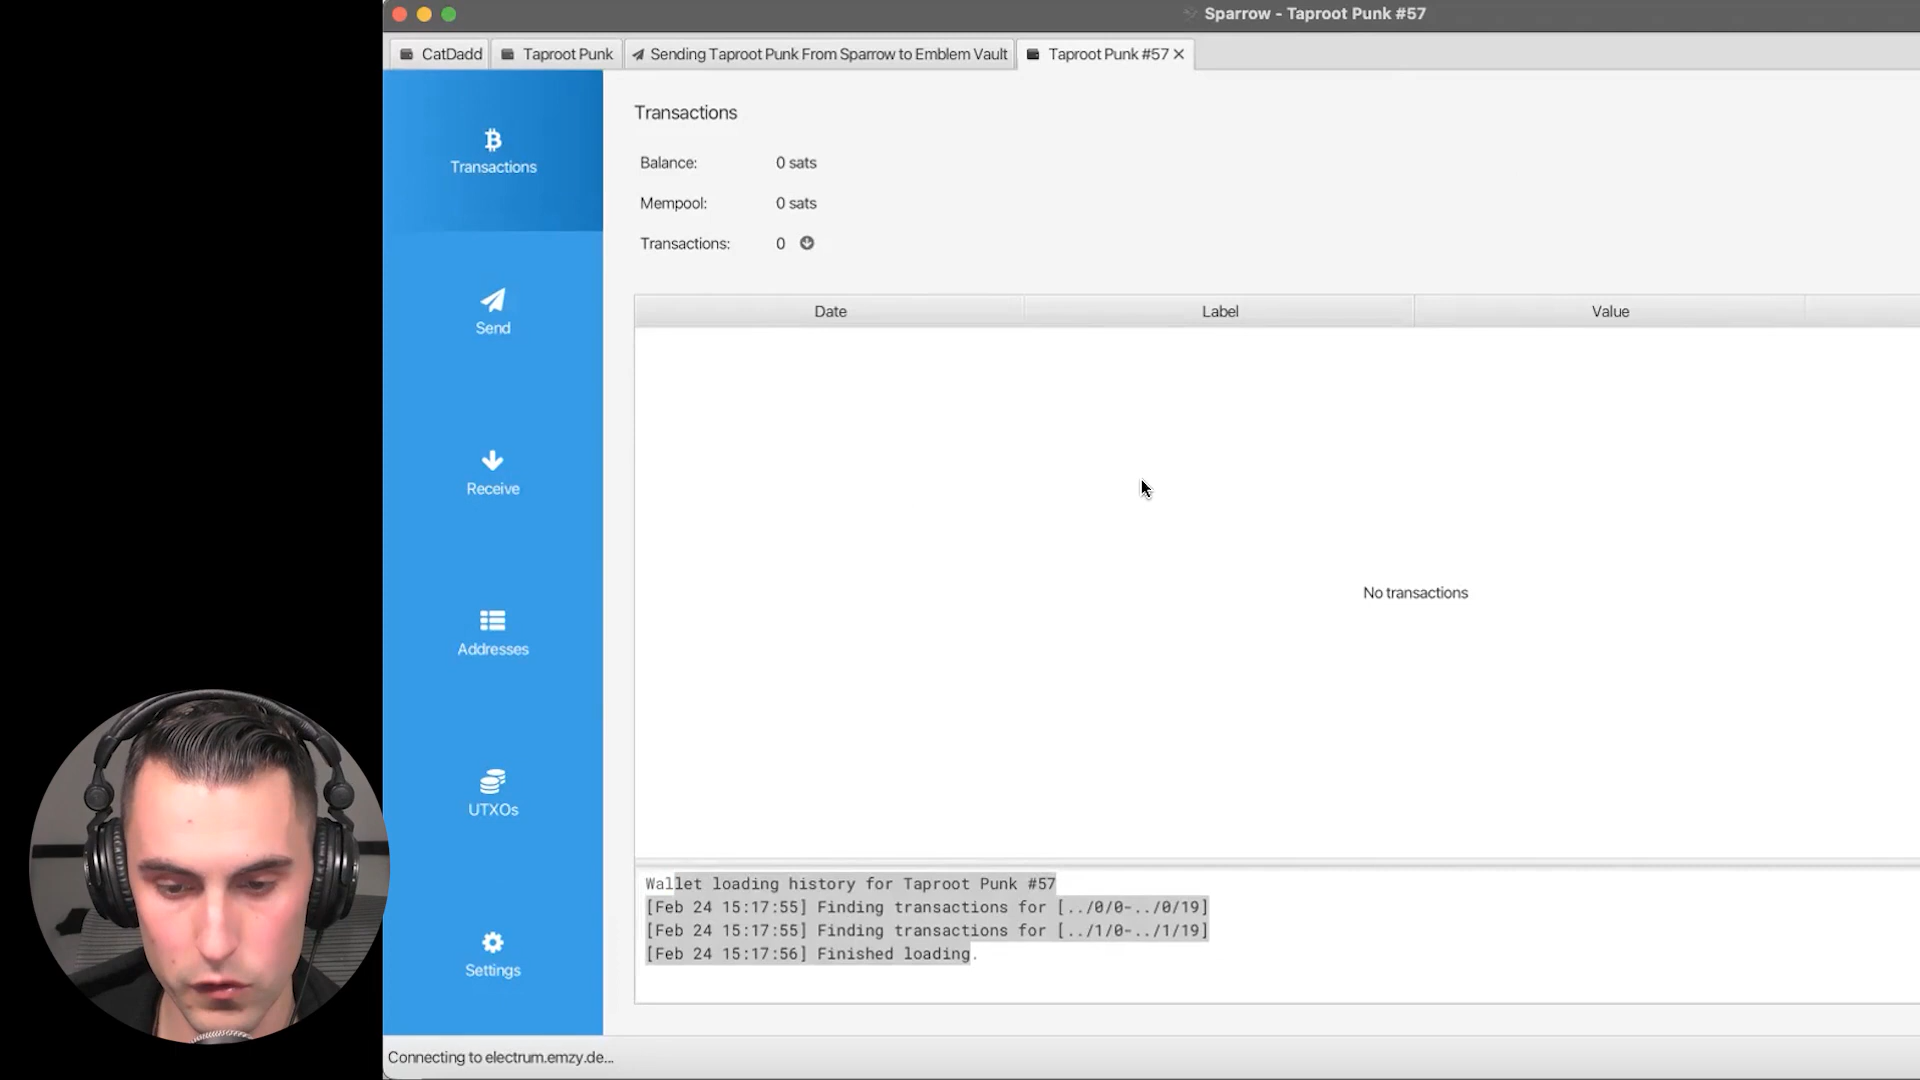 Sparrow - Taproot Punk #57
CatDadd
Taproot Punk
Sending Taproot Punk From Sparrow to Emblem Vault
Taproot Punk #57
Transactions
Send
Receive
Addresses
UTXOs
Settings
Transactions
Balance: 0 sats
Mempool: 0 sats
Transactions: 0
Date Label Value
No transactions
Wallet loading history for Taproot Punk #57
[Feb 24 15:17:55] Finding transactions for [../0/0-../0/19]
[Feb 24 15:17:55] Finding transactions for [../1/0-../1/19]
[Feb 24 15:17:56] Finished loading.
Connecting to electrum.emzy.de...